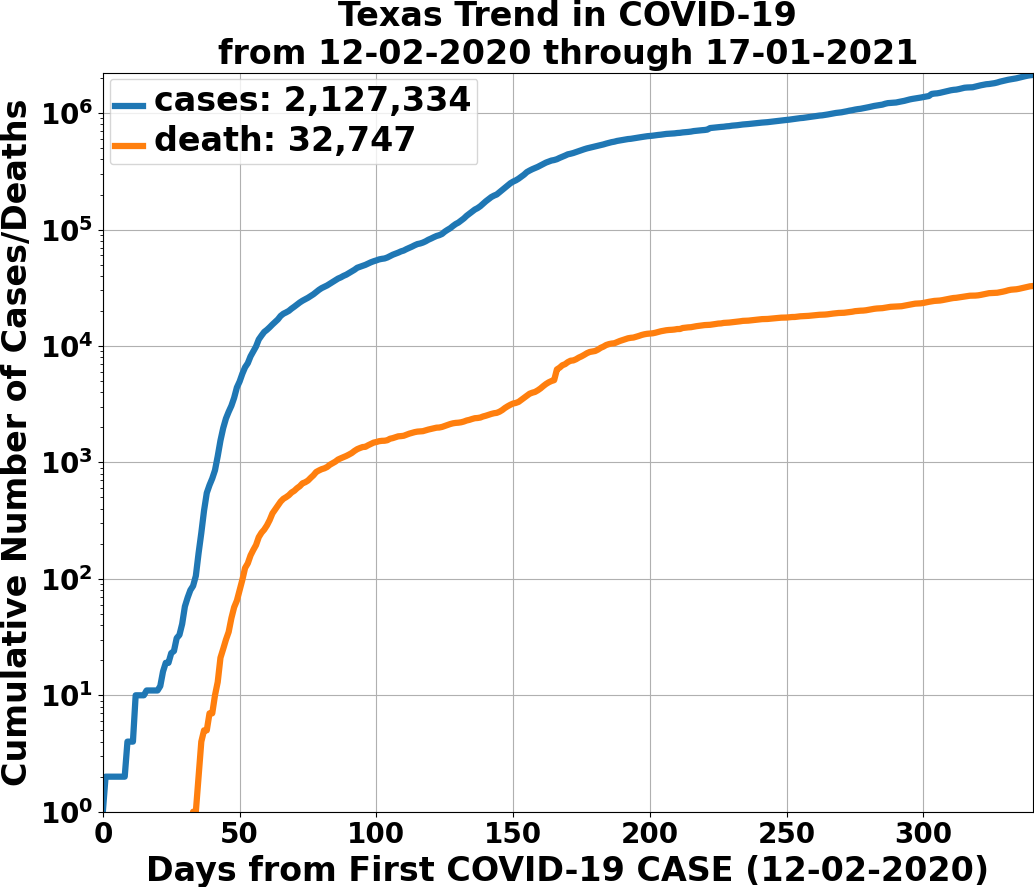 Texas Trend in COVID-19
from 12-02-2020 through 17-01-2021
cases: 2,127,334
death: 32,747
Cumulative Number of Cases/Deaths
10⁶
10⁵
10⁴
10³
10²
10¹
10⁰
0 50 100 150 200 250 300
Days from First COVID-19 CASE (12-02-2020)